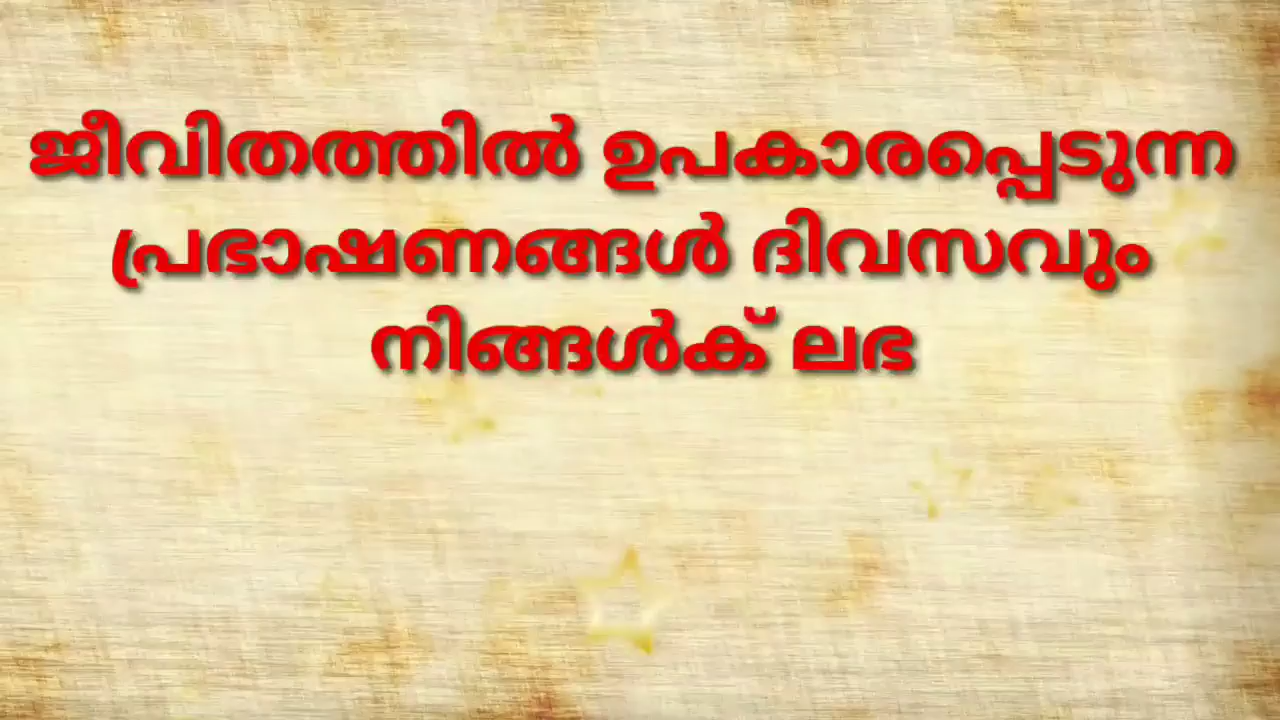 ജീവിതത്തിൽ ഉപകാരപ്പെടുന്ന
പ്രഭാഷണങ്ങൾ ദിവസവും
നിങ്ങൾക് ലഭ